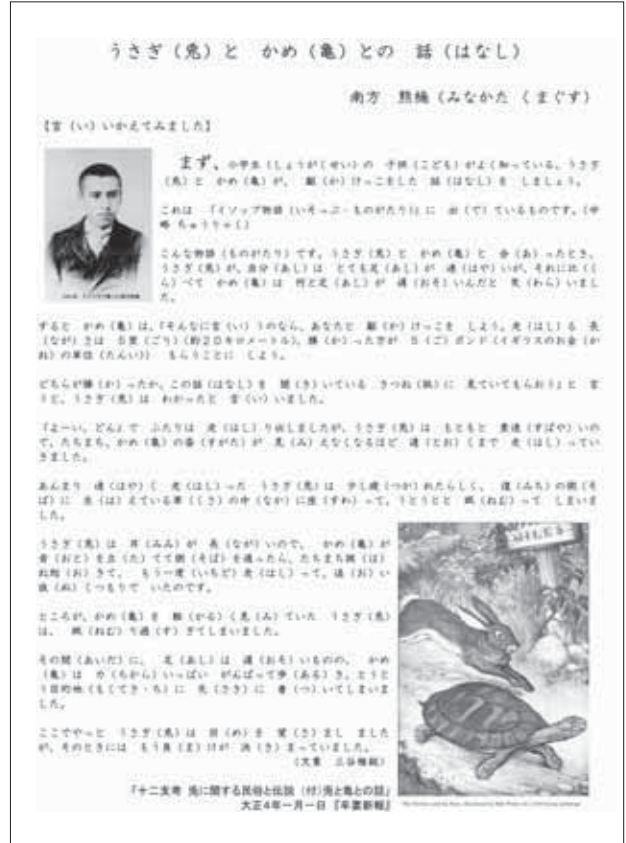 うさぎ（兎）と かめ（亀）との 話（はなし）
南方 熊楠（みなかた くまぐす）
【言（い）いかえてみました】
まず、小学生（しょうがくせい）の 子供（こども）がよく知っている、うさぎ
（兎）と かめ（亀）が、 駆（か）けっこをした 話（はなし）を しましょう。
これは 『イソップ物語（いそっぷ・ものがたり）』に 出（で）ているものです。（中
略 ちゅうりゃく）
こんな物語（ものがたり）です。うさぎ（兎）と かめ（亀）と 会（あ）ったとき、
うさぎ（兎）が、自分（あし）は とても足（あし）が 速（はや）いが、それに比（く
ら）べて かめ（亀）は 何と足（あし）が 遅（おそ）いんだと 笑（わら）いまし
た。
すると かめ（亀）は、「そんなに言（い）うのなら、あなたと 駆（か）けっこを しよう。走（はし）る 長
（なが）さは 5里（ごり）（約20キロメートル）、勝（か）った方が 5（ご）ポンド（イギリスのお金（か
ね）の単位（たんい）） もらうことに しよう。
どちらが勝（か）ったか、この話（はなし）を 聞（き）いている きつね（狐）に 見ていてもらおう」と 言
うと、うさぎ（兎）は わかったと 言（い）いました。
『よーい、どん』で ふたりは 走（はし）り出しましたが、うさぎ（兎）は もともと 素速（すばや）いの
で、たちまち、かめ（亀）の姿（すがた）が 見（み）えなくなるほど 遠（とお）くまで 走（はし）ってい
きました。
あんまり 速（はや）く 走（はし）った うさぎ（兎）は 少し疲（つか）れたらしく、 道（みち）の側（そ
ば）に 生（は）えている草（くさ）の中（なか）に座（すわ）って、うとうとと 眠（ねむ）って しまいま
した。
うさぎ（兎）は 耳（みみ）が 長（なが）いので、 かめ（亀）が
音（おと）を立（た）てて側（そば）を通ったら、たちまち跳（は）
ね起（お）きて、 もう一度（いちど）走（はし）って、追（お）い
抜（ぬ）くつもりで いたのです。
ところが、かめ（亀）を 軽（かる）く見（み）ていた うさぎ（兎）
は、 眠（ねむ）り過（す）ぎてしまいました。
その間（あいだ）に、 足（あし）は 遅（おそ）いものの、 かめ
（亀）は 力（ちから）いっぱい がんばって歩（ある）き、とうと
う目的地（もくてき・ち）に 先（さき）に 着（つ）いてしまいま
した。
ここでやっと うさぎ（兎）は 目（め）を 覚（さ）まし ました
が、そのときには もう負（ま）けが 決（き）まっていました。
「十二支考 兎に関する民俗と伝説 （付）兎と亀との話」
大正4年一月一日 『牟婁新報』